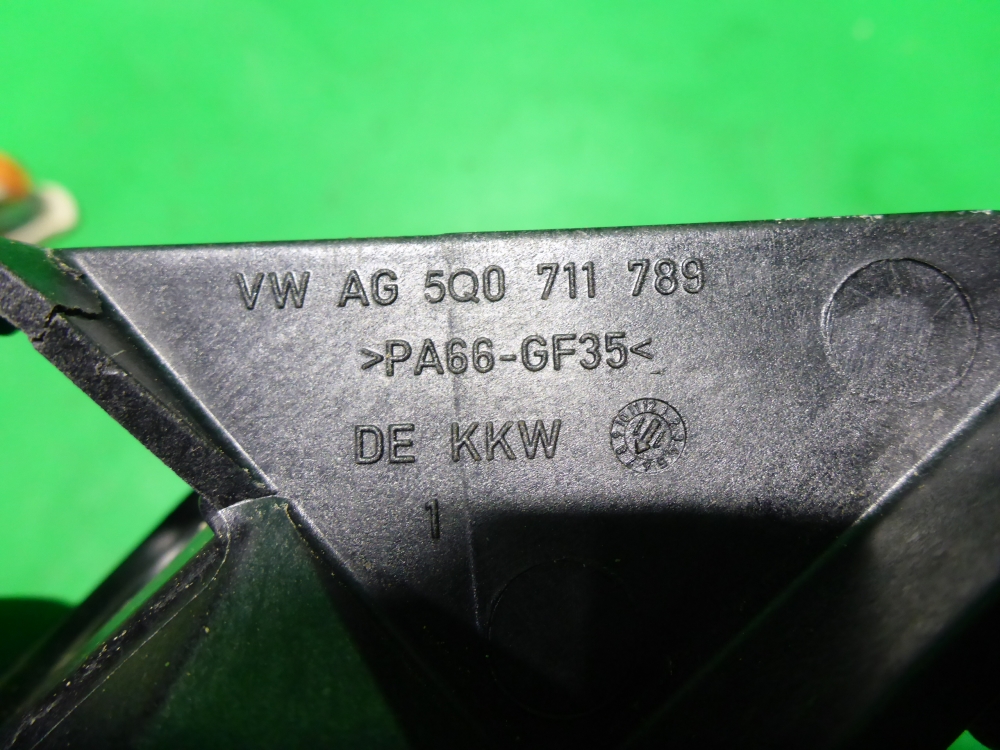 VW AG 5Q0 711 789
>PA66-GF35<
DE KKW
1